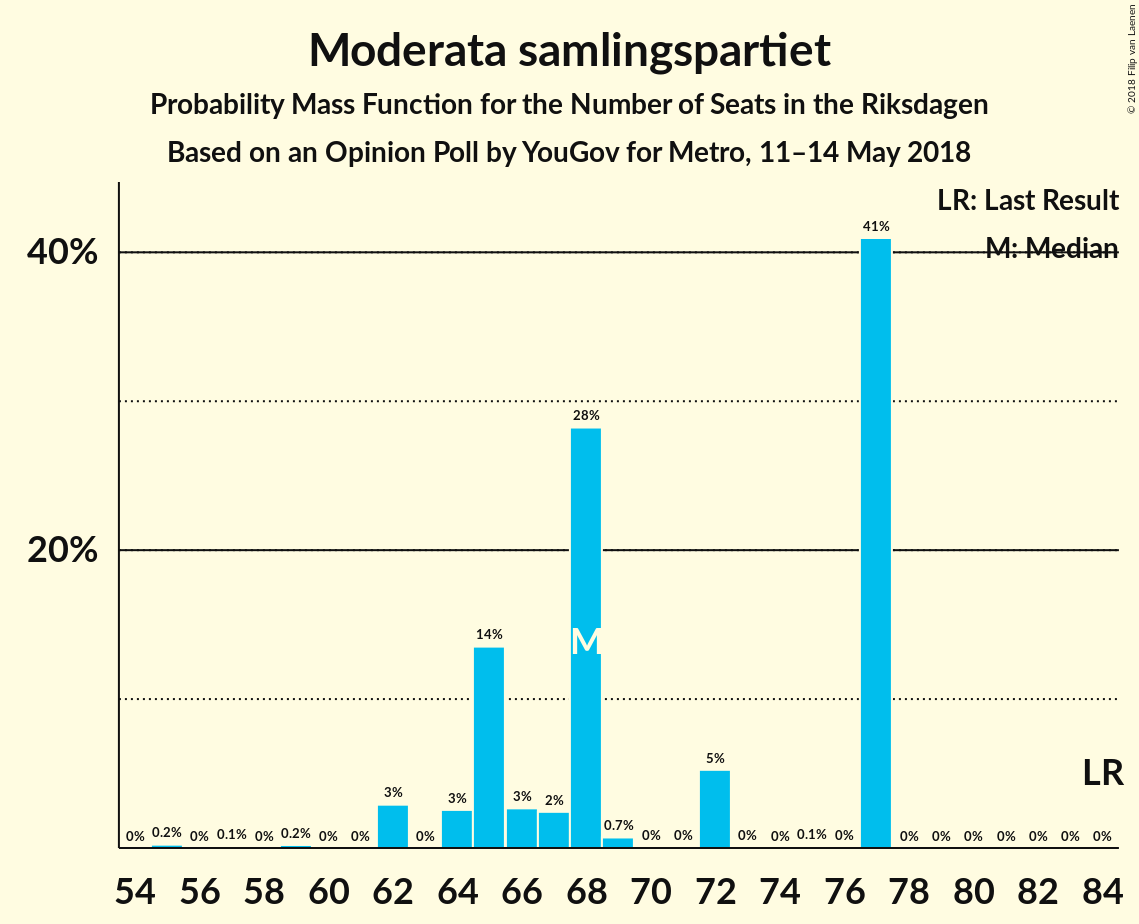 Moderata samlingspartiet
Probability Mass Function for the Number of Seats in the Riksdagen
Based on an Opinion Poll by YouGov for Metro, 11–14 May 2018
© 2018 Filip van Laenen
LR: Last Result
M: Median
40%
20%
0% 0.2% 0% 0.1% 0% 0.2% 0% 0% 3% 0% 3% 14% 3% 2% 28% 0.7% 0% 0% 5% 0% 0% 0.1% 0% 41% 0% 0% 0% 0% 0% 0% 0%
M
LR
54 56 58 60 62 64 66 68 70 72 74 76 78 80 82 84